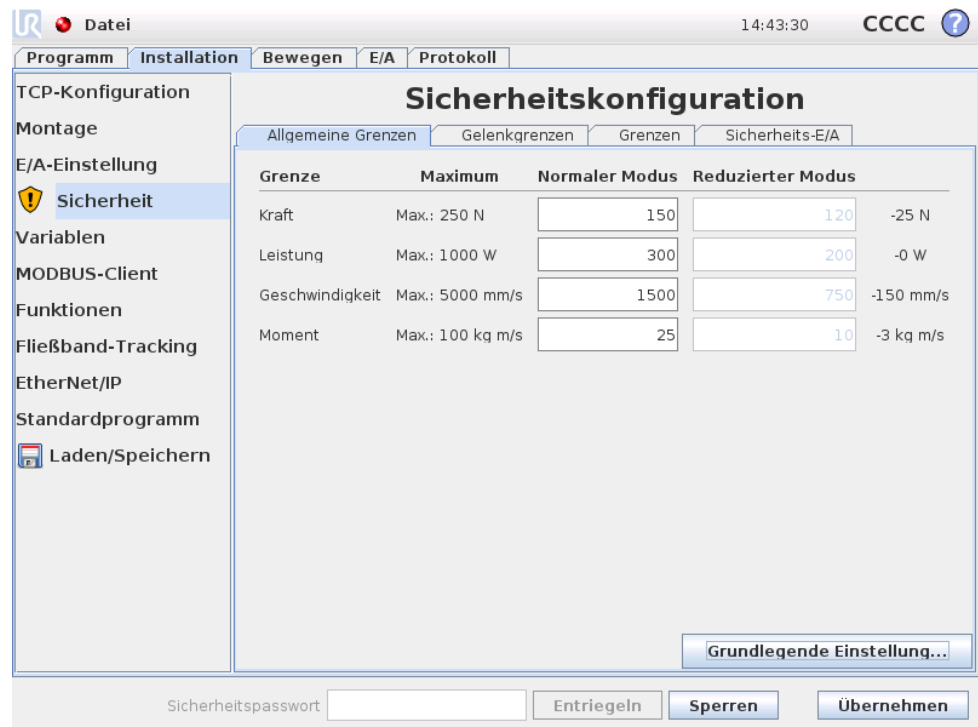 UR Datei 14:43:30 CCCC ?
Programm Installation Bewegen E/A Protokoll
TCP-Konfiguration
Montage
E/A-Einstellung
Sicherheit
Variablen
MODBUS-Client
Funktionen
Fließband-Tracking
EtherNet/IP
Standardprogramm
Laden/Speichern
Sicherheitskonfiguration
Allgemeine Grenzen Gelenkgrenzen Grenzen Sicherheits-E/A
Grenze Maximum Normaler Modus Reduzierter Modus
Kraft Max.: 250 N 150 120 -25 N
Leistung Max.: 1000 W 300 200 -0 W
Geschwindigkeit Max.: 5000 mm/s 1500 750 -150 mm/s
Moment Max.: 100 kg m/s 25 10 -3 kg m/s
Grundlegende Einstellung...
Sicherheitspasswort Entriegeln Sperren Übernehmen